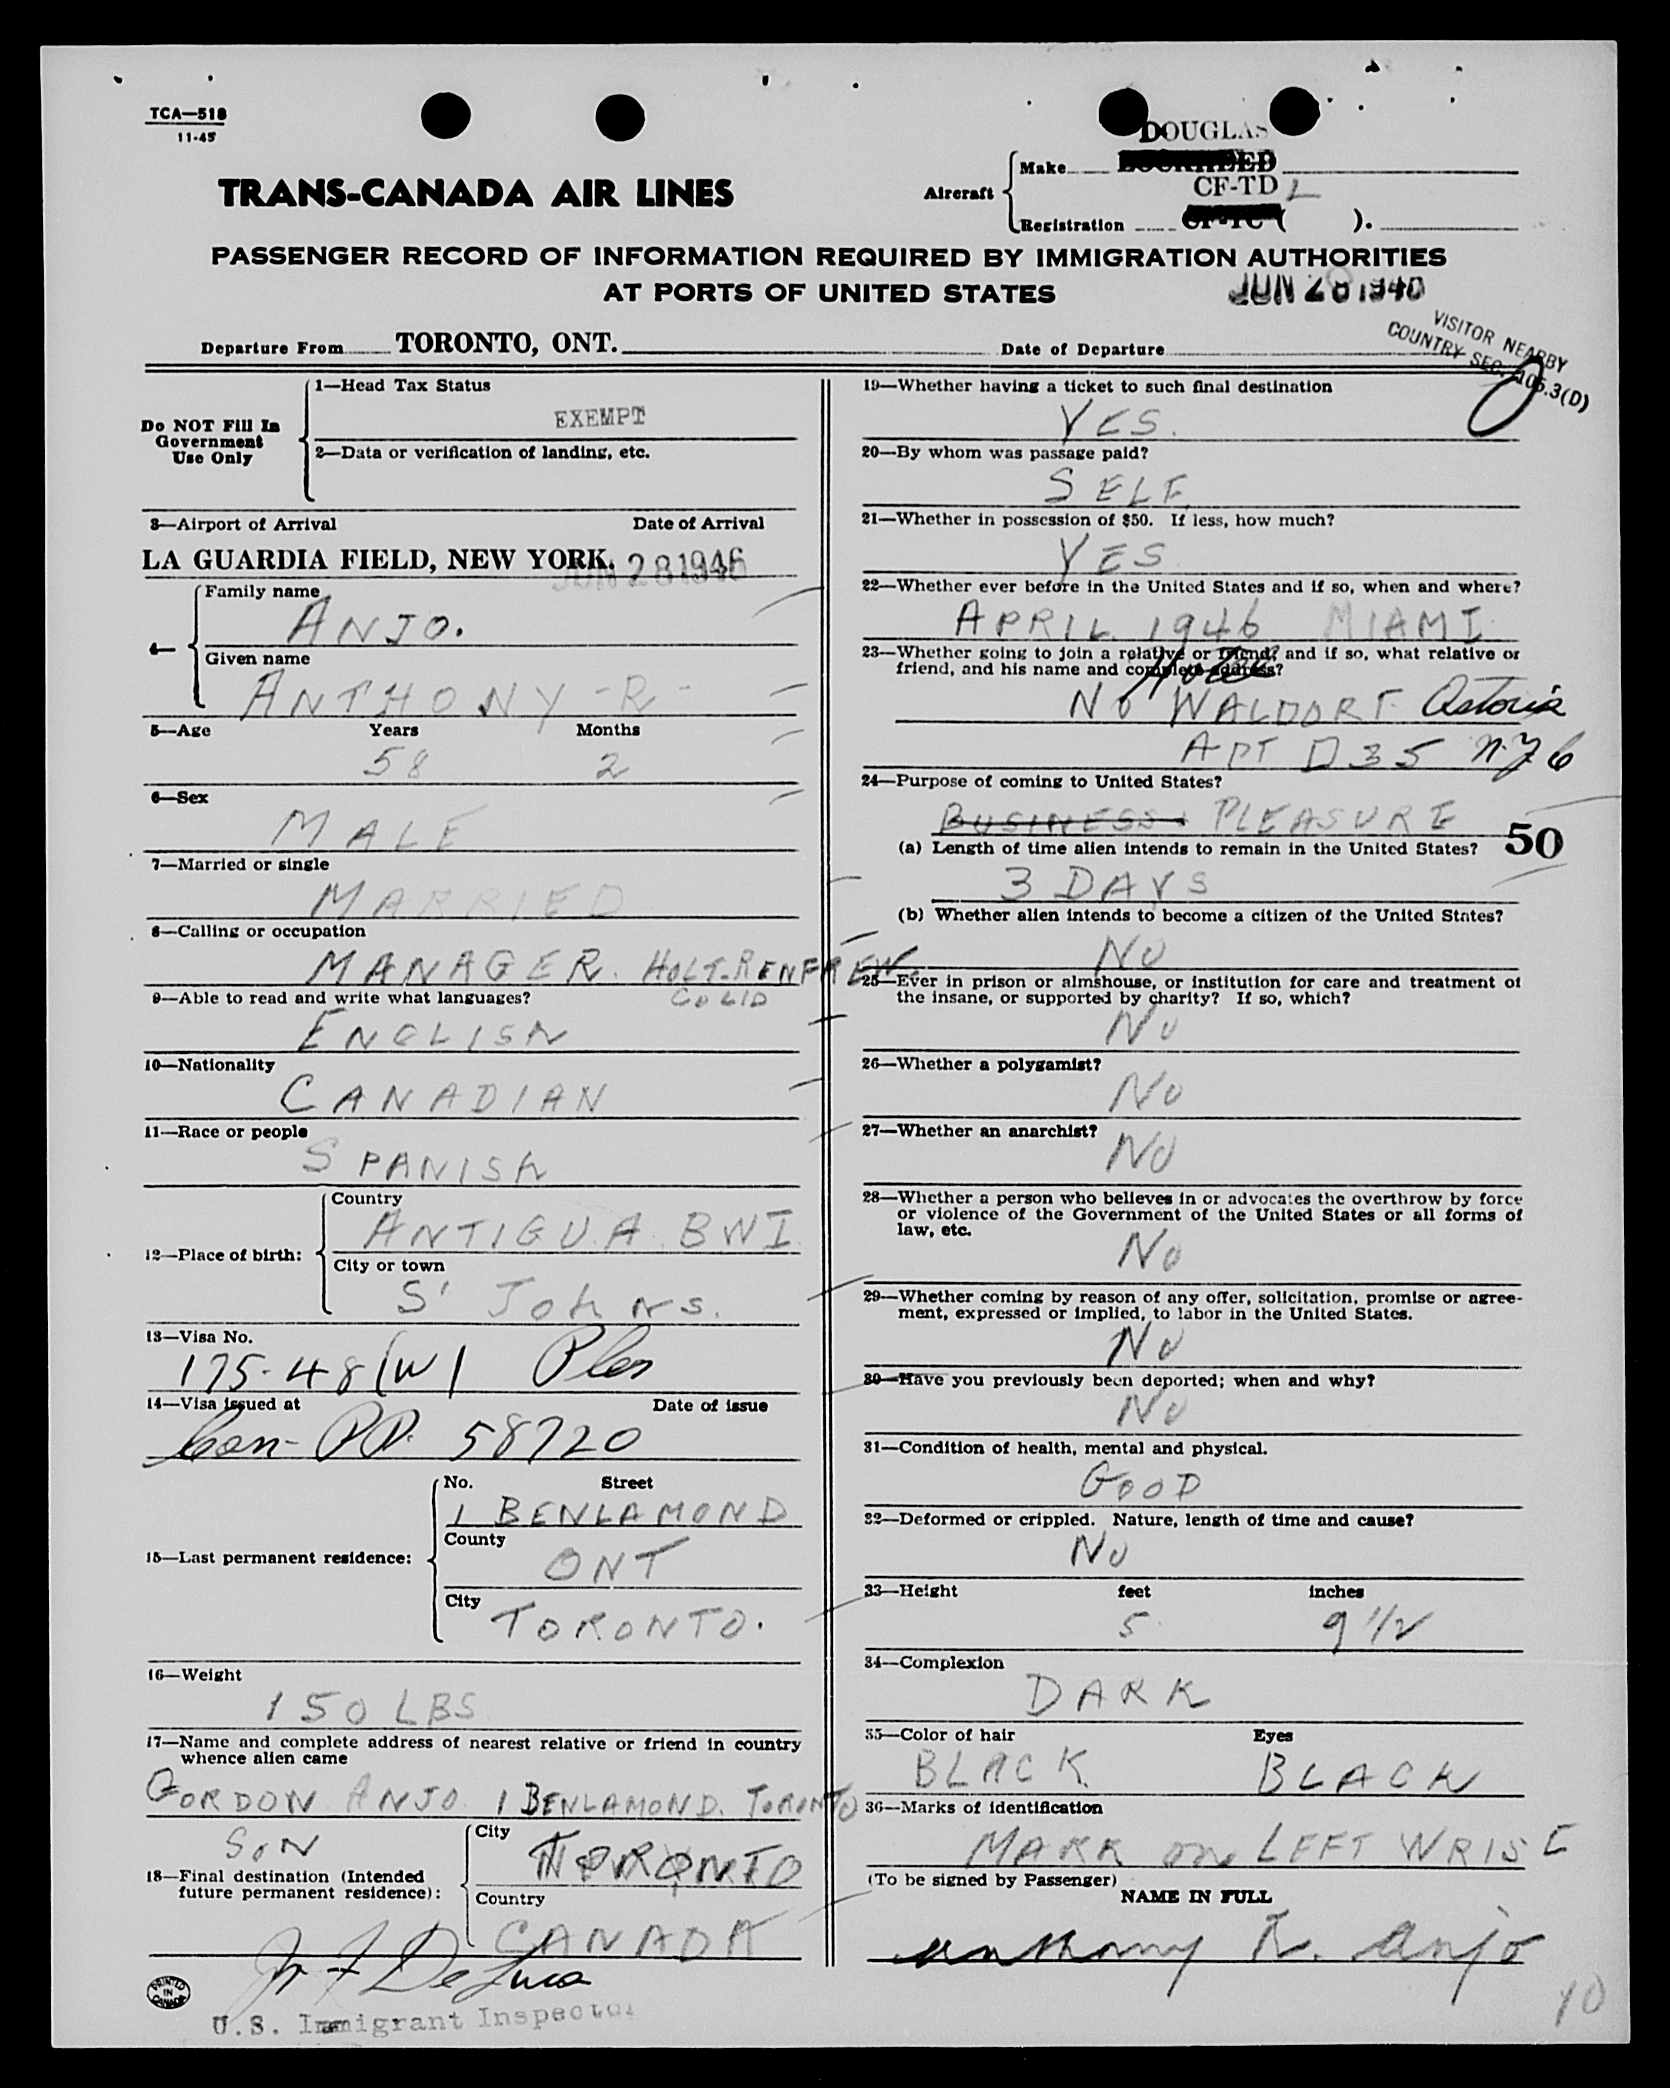 TCA—518
11-45
DOUGLAS
Aircraft
Make
LOCKHEED
CF-TD L
Registration
CF-TC ( ).
TRANS-CANADA AIR LINES
PASSENGER RECORD OF INFORMATION REQUIRED BY IMMIGRATION AUTHORITIES
AT PORTS OF UNITED STATES
JUN 28 1946
VISITOR NEARBY
COUNTRY SEC. 105.3(D)
Departure From TORONTO, ONT.
Date of Departure
Do NOT Fill In
Government
Use Only
1—Head Tax Status
EXEMPT
2—Data or verification of landing, etc.
3—Airport of Arrival Date of Arrival
LA GUARDIA FIELD, NEW YORK. JUN 28 1946
4—
Family name
ANJO.
Given name
ANTHONY -R-
5—Age Years Months
58 2
6—Sex
MALE
7—Married or single
MARRIED
8—Calling or occupation
MANAGER. HOLT-RENFREW
Co LTD
9—Able to read and write what languages?
ENGLISH
10—Nationality
CANADIAN
11—Race or people
SPANISH
12—Place of birth:
Country
ANTIGUA. BWI
City or town
St JOHNS.
13—Visa No.
175-48(W)
14—Visa issued at Date of issue
Can- PP. 58720
15—Last permanent residence:
No. Street
1 BENLAMOND
County
ONT
City
TORONTO.
16—Weight
150 LBS
17—Name and complete address of nearest relative or friend in country
whence alien came
GORDON ANJO 1 BENLAMOND. TORONTO
SON
18—Final destination (Intended
future permanent residence):
City
TORONTO
Country
CANADA
De Luca
U.S. Immigrant Inspector
PRINTED
IN
CANADA
19—Whether having a ticket to such final destination
YES.
20—By whom was passage paid?
SELF
21—Whether in possession of $50. If less, how much?
YES
22—Whether ever before in the United States and if so, when and where?
APRIL 1946 MIAMI
23—Whether going to join a relative or friend; and if so, what relative or
friend, and his name and complete address?
Hotel
No WALDORF Astoria
APT D35 N.Y. 6
24—Purpose of coming to United States?
BUSINESS PLEASURE
50
(a) Length of time alien intends to remain in the United States?
3 DAYS
(b) Whether alien intends to become a citizen of the United States?
No
25—Ever in prison or almshouse, or institution for care and treatment of
the insane, or supported by charity? If so, which?
No
26—Whether a polygamist?
No
27—Whether an anarchist?
No
28—Whether a person who believes in or advocates the overthrow by force
or violence of the Government of the United States or all forms of
law, etc.
No
29—Whether coming by reason of any offer, solicitation, promise or agree-
ment, expressed or implied, to labor in the United States.
No
30—Have you previously been deported; when and why?
No
31—Condition of health, mental and physical.
GOOD
32—Deformed or crippled. Nature, length of time and cause?
No
33—Height feet inches
5 9 1/2
34—Complexion
DARK
35—Color of hair Eyes
BLACK BLACK
36—Marks of identification
MARK on LEFT WRIST
(To be signed by Passenger)
NAME IN FULL
Anthony R. Anjo
10